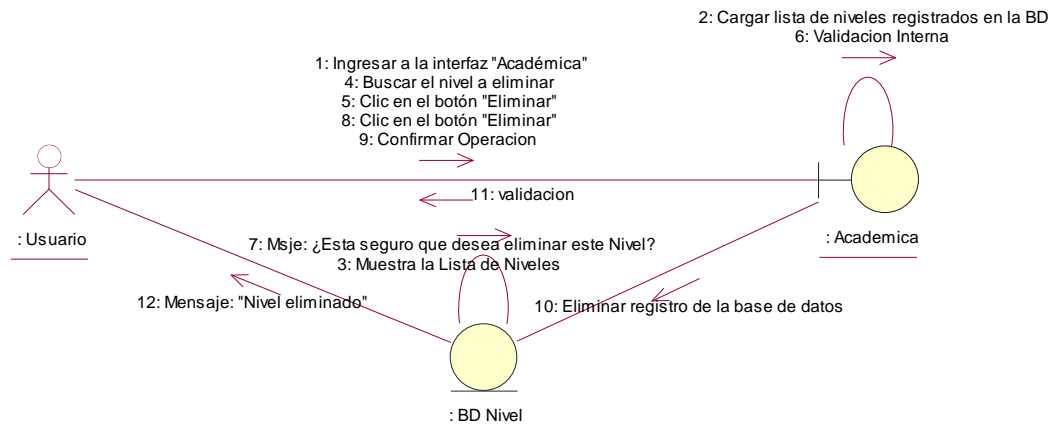 2: Cargar lista de niveles registrados en la BD
6: Validacion Interna
1: Ingresar a la interfaz "Académica"
4: Buscar el nivel a eliminar
5: Clic en el botón "Eliminar"
8: Clic en el botón "Eliminar"
9: Confirmar Operacion
11: validacion
: Usuario
: Academica
7: Msje: ¿Esta seguro que desea eliminar este Nivel?
3: Muestra la Lista de Niveles
12: Mensaje: "Nivel eliminado"
10: Eliminar registro de la base de datos
: BD Nivel